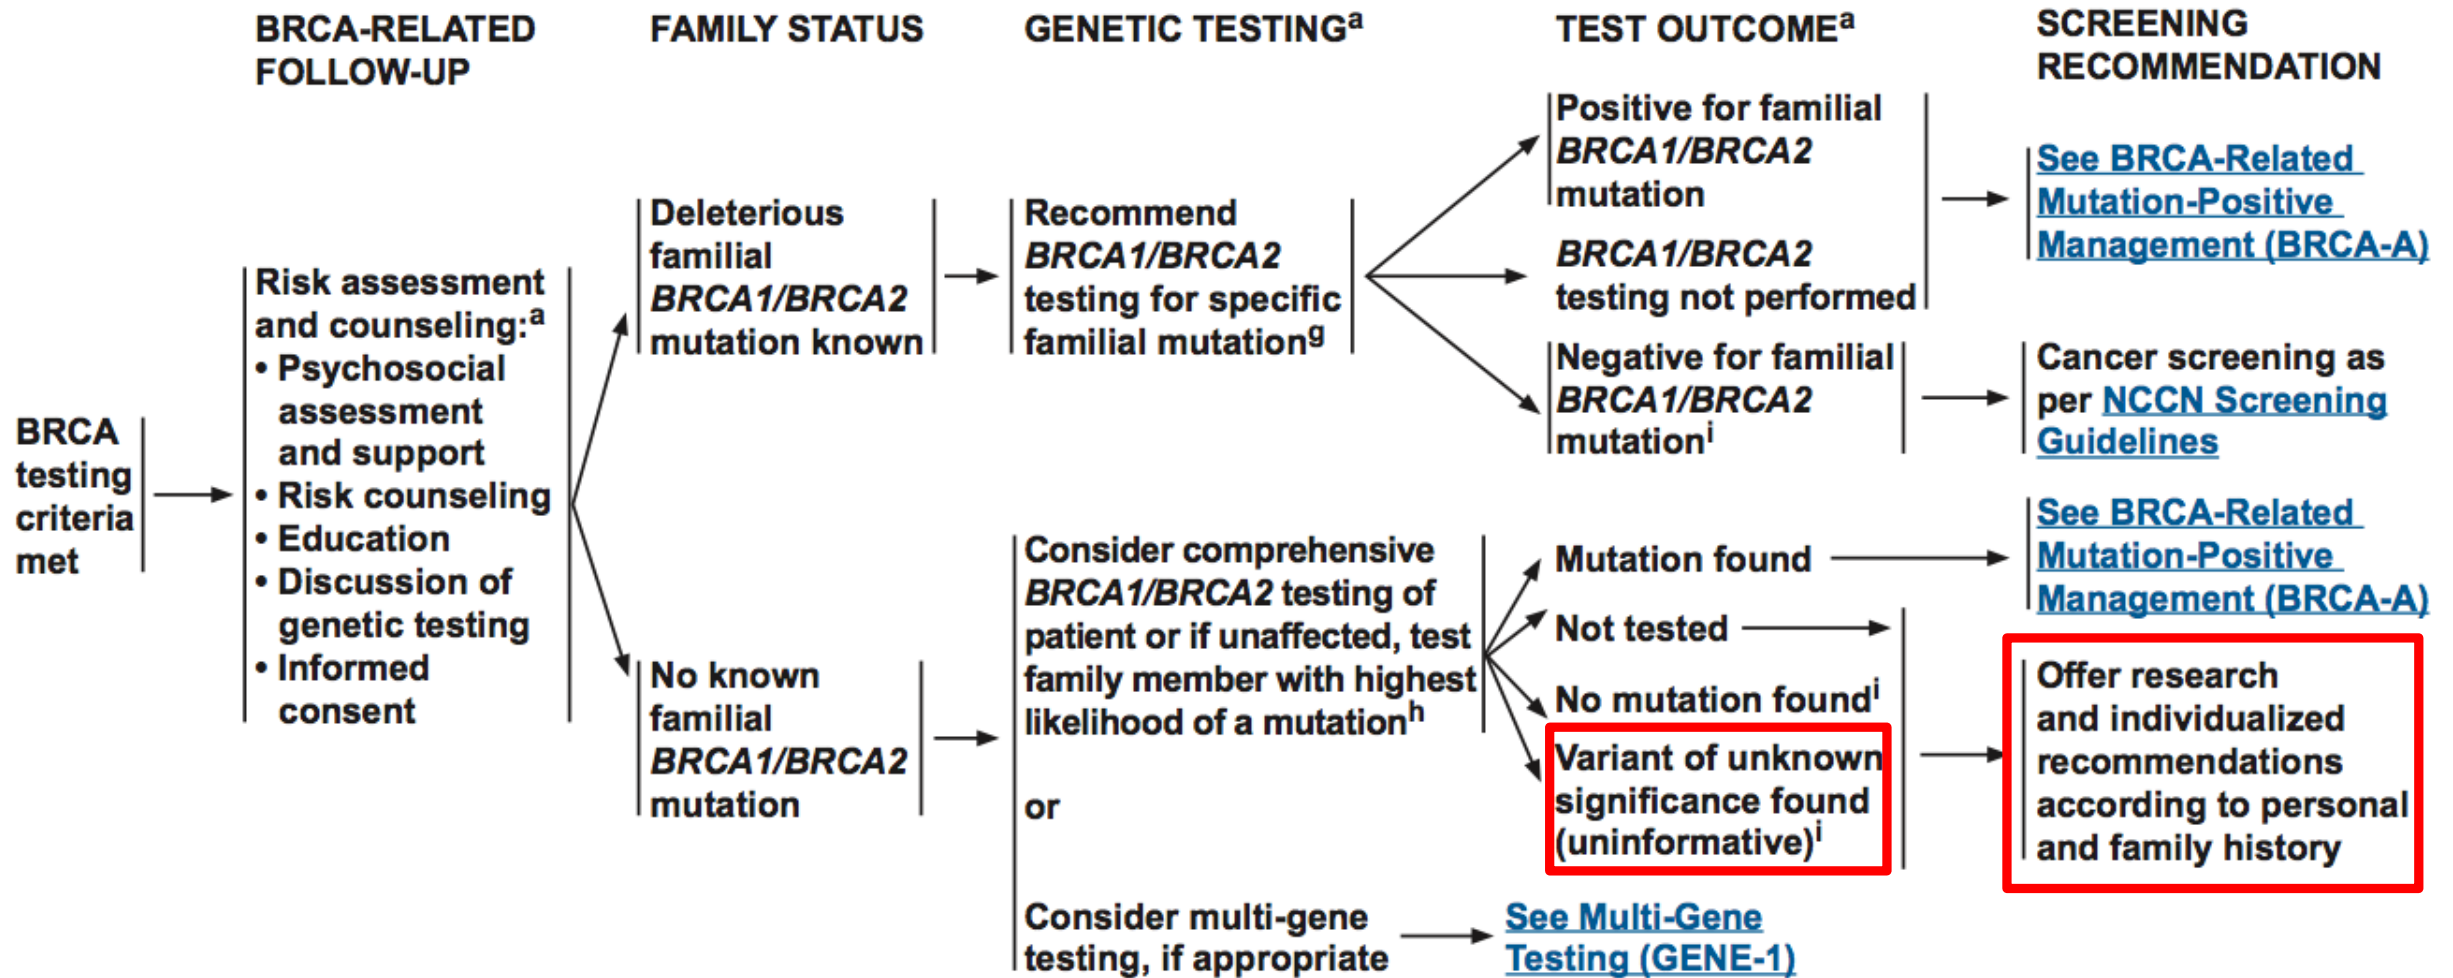 BRCA-RELATED
FOLLOW-UP
FAMILY STATUS
GENETIC TESTINGᵃ
TEST OUTCOMEᵃ
SCREENING
RECOMMENDATION
BRCA
testing
criteria
met
Risk assessment
and counseling:ᵃ
• Psychosocial
assessment
and support
• Risk counseling
• Education
• Discussion of
genetic testing
• Informed
consent
Deleterious
familial
BRCA1/BRCA2
mutation known
Recommend
BRCA1/BRCA2
testing for specific
familial mutationᵍ
Positive for familial
BRCA1/BRCA2
mutation
BRCA1/BRCA2
testing not performed
See BRCA-Related
Mutation-Positive
Management (BRCA-A)
Negative for familial
BRCA1/BRCA2
mutationⁱ
Cancer screening as
per NCCN Screening
Guidelines
No known
familial
BRCA1/BRCA2
mutation
Consider comprehensive
BRCA1/BRCA2 testing of
patient or if unaffected, test
family member with highest
likelihood of a mutationʰ
or
Consider multi-gene
testing, if appropriate
Mutation found
See BRCA-Related
Mutation-Positive
Management (BRCA-A)
Not tested
No mutation foundⁱ
Variant of unknown
significance found
(uninformative)ⁱ
Offer research
and individualized
recommendations
according to personal
and family history
See Multi-Gene
Testing (GENE-1)